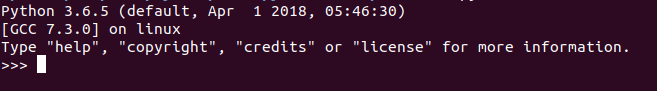 Python 3.6.5 (default, Apr  1 2018, 05:46:30)
[GCC 7.3.0] on linux
Type "help", "copyright", "credits" or "license" for more information.
>>>